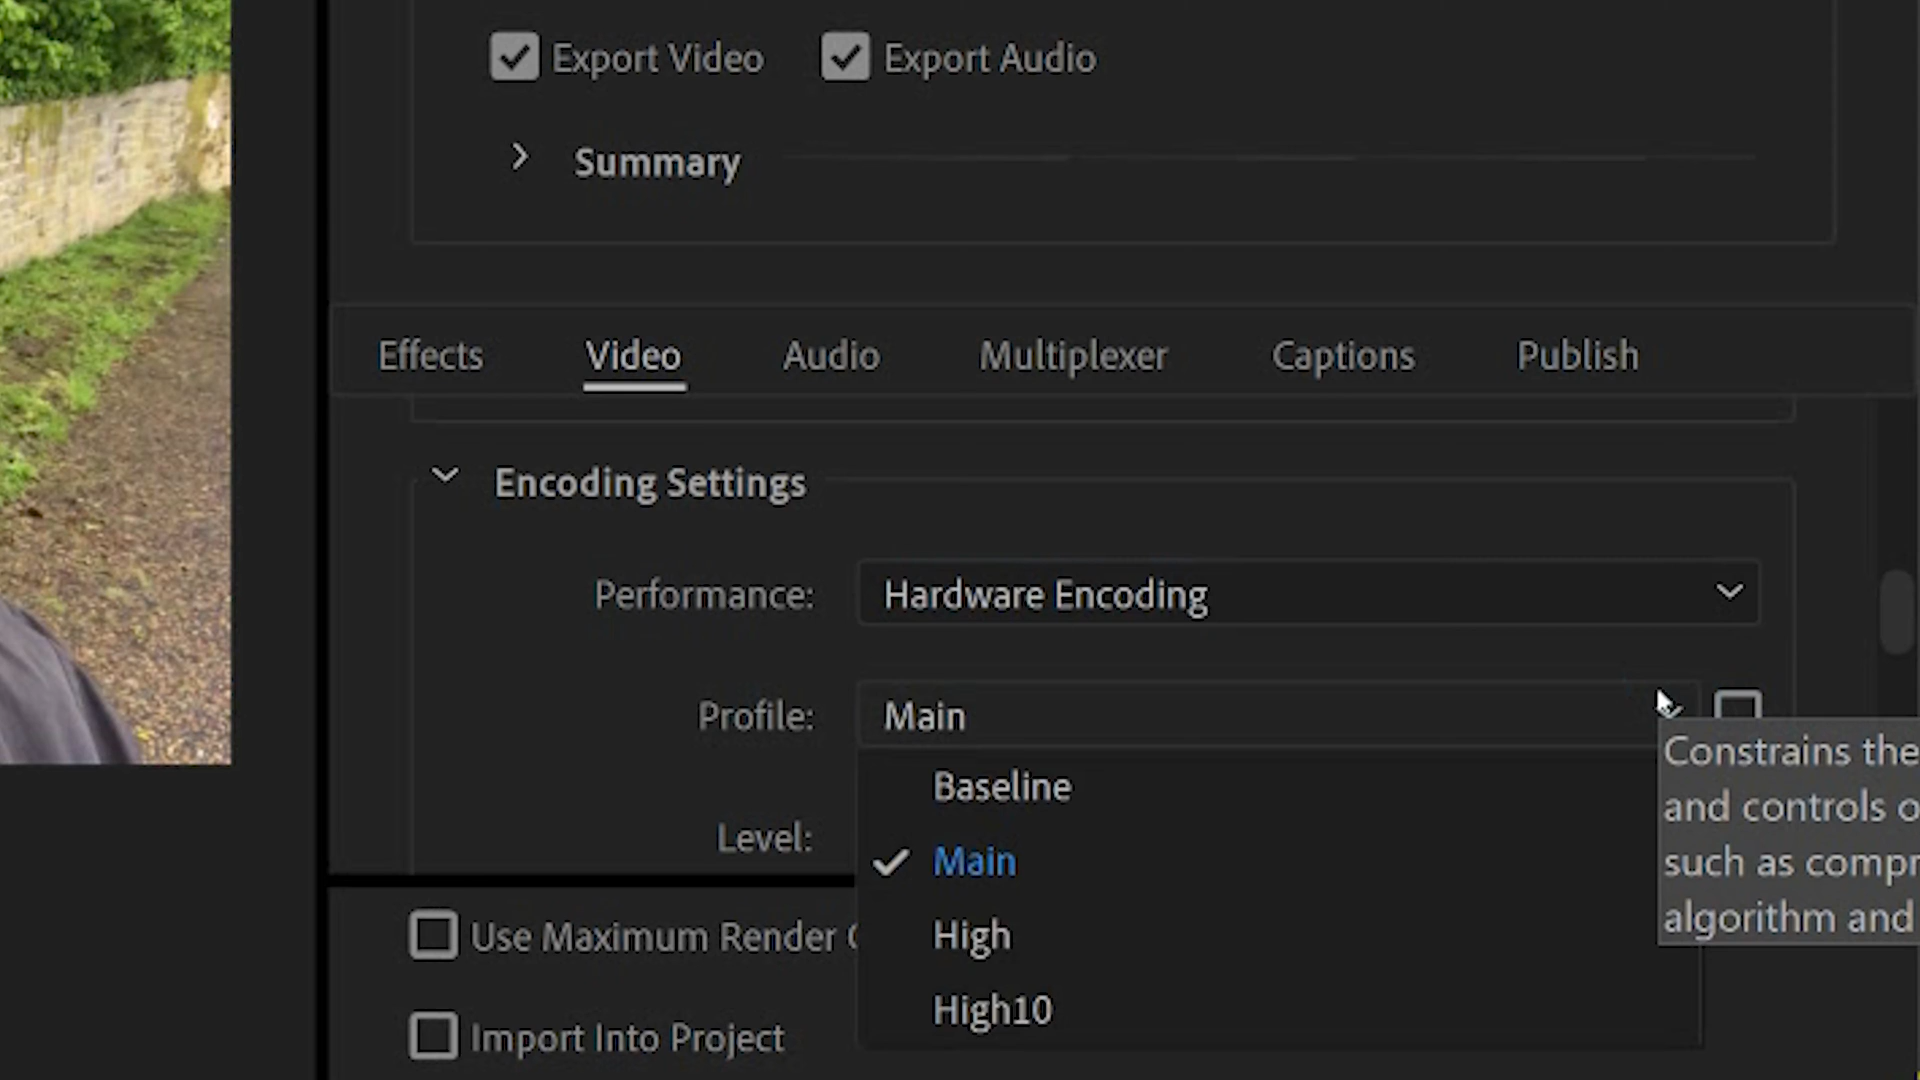 Export Video Export Audio
Summary
Effects Video Audio Multiplexer Captions Publish
Encoding Settings
Performance: Hardware Encoding
Profile: Main
Constrains the
Baseline
and controls
Level:
Main
such as
High
algorithm and
High10
Use Maximum Render
Import Into Project